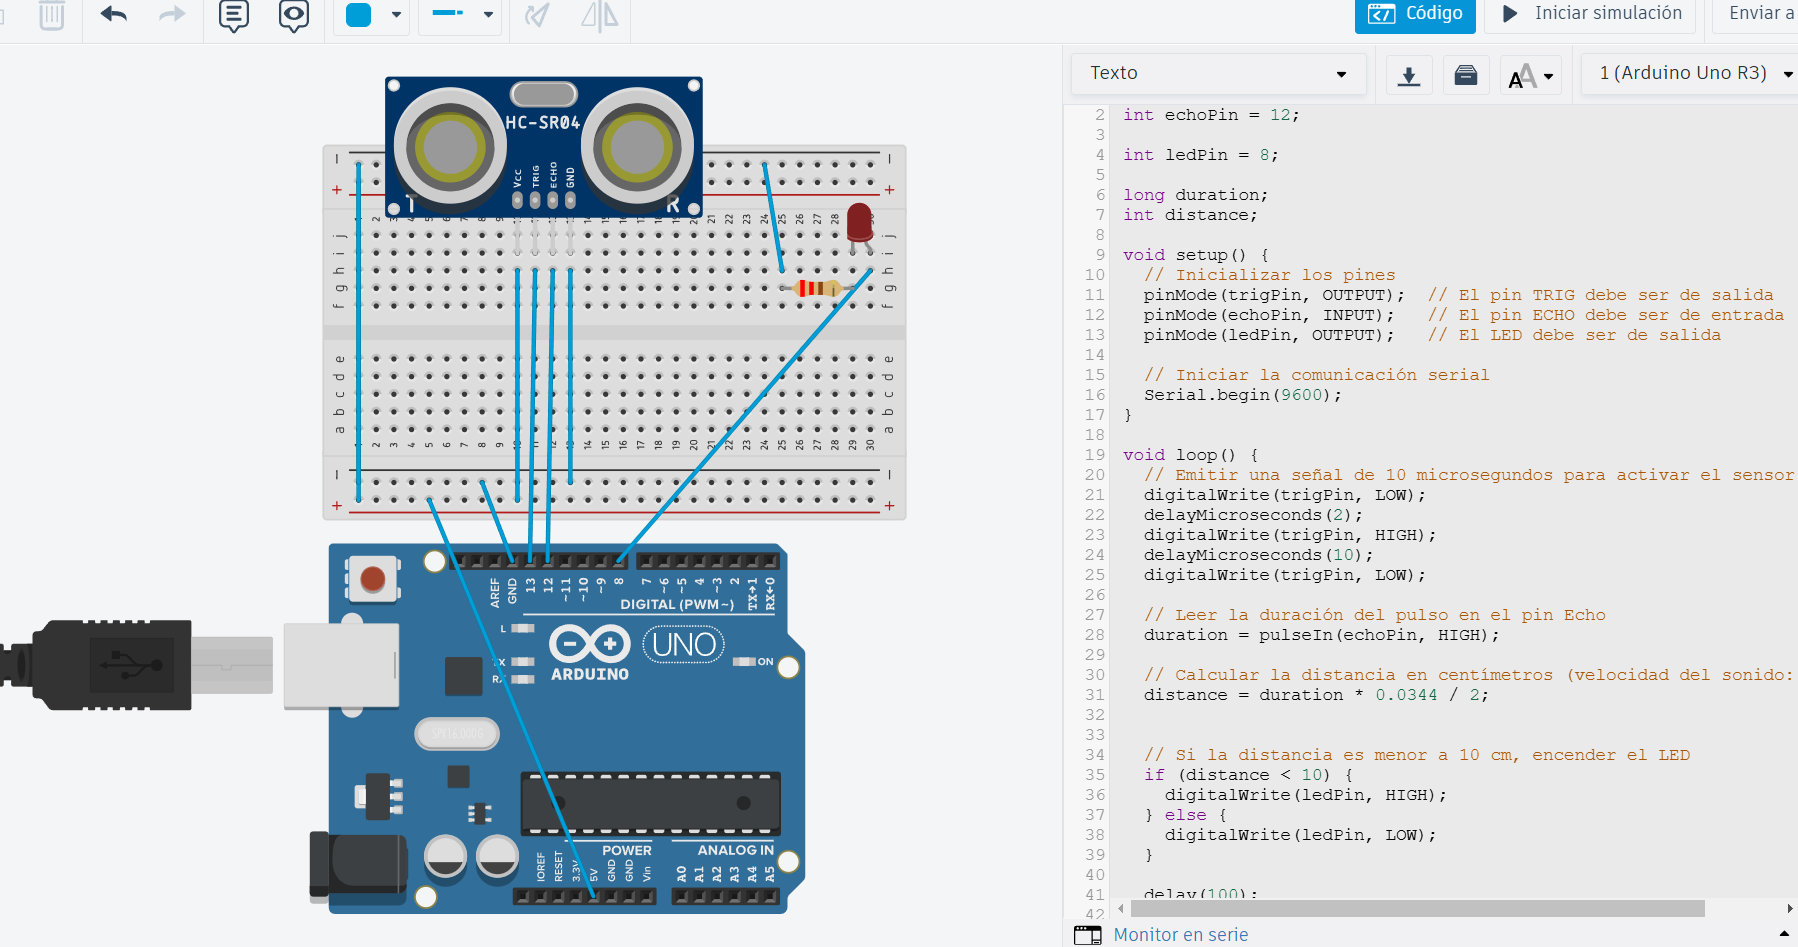 Código
Iniciar simulación
Enviar a
Texto
1 (Arduino Uno R3)
HC-SR04
Vcc
TRIG
ECHO
GND
T
R
2 int echoPin = 12;
3
4 int ledPin = 8;
5
6 long duration;
7 int distance;
8
9 void setup() {
10 // Inicializar los pines
11 pinMode(trigPin, OUTPUT); // El pin TRIG debe ser de salida
12 pinMode(echoPin, INPUT); // El pin ECHO debe ser de entrada
13 pinMode(ledPin, OUTPUT); // El LED debe ser de salida
14
15 // Iniciar la comunicación serial
16 Serial.begin(9600);
17 }
18
19 void loop() {
20 // Emitir una señal de 10 microsegundos para activar el sensor
21 digitalWrite(trigPin, LOW);
22 delayMicroseconds(2);
23 digitalWrite(trigPin, HIGH);
24 delayMicroseconds(10);
25 digitalWrite(trigPin, LOW);
26
27 // Leer la duración del pulso en el pin Echo
28 duration = pulseIn(echoPin, HIGH);
29
30 // Calcular la distancia en centímetros (velocidad del sonido:
31 distance = duration * 0.0344 / 2;
32
33
34 // Si la distancia es menor a 10 cm, encender el LED
35 if (distance < 10) {
36 digitalWrite(ledPin, HIGH);
37 } else {
38 digitalWrite(ledPin, LOW);
39 }
40
41 delay(100);
42
Monitor en serie
j
i
h
g
f
e
d
c
b
a
AREF
GND
13
12
~11
~10
~9
8
7
~6
~5
4
~3
2
TX→1
RX←0
DIGITAL (PWM~)
L
TX
RX
UNO
ARDUINO
ON
POWER
ANALOG IN
IOREF
RESET
3.3V
5V
GND
GND
Vin
A0
A1
A2
A3
A4
A5